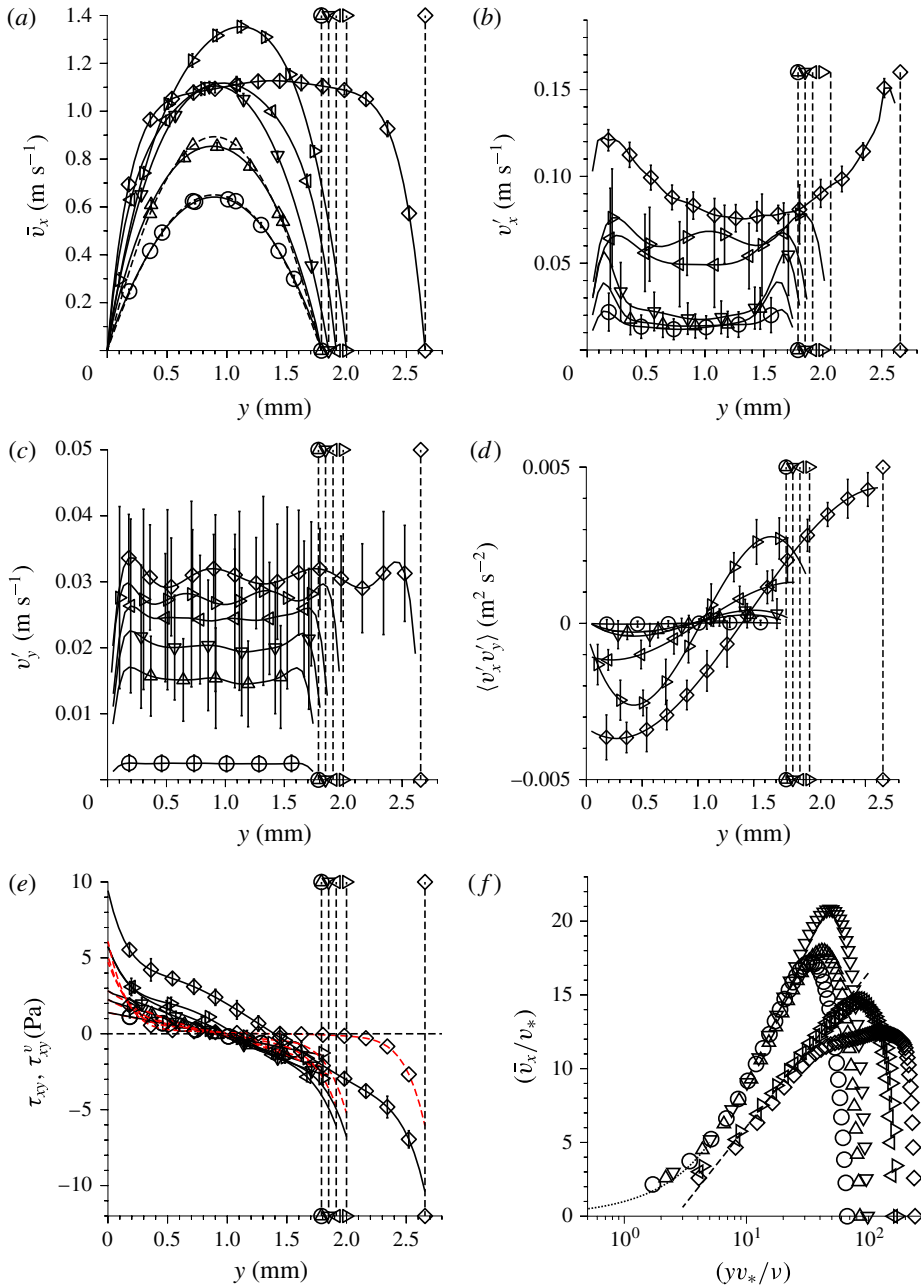 (a)
1.4
1.2
1.0
0.8
0.6
0.4
0.2
v̄x (m s−1)
0 0.5 1.0 1.5 2.0 2.5
y (mm)
(b)
0.15
0.10
0.05
v′x (m s−1)
0 0.5 1.0 1.5 2.0 2.5
y (mm)
(c)
0.05
0.04
0.03
0.02
0.01
v′y (m s−1)
0 0.5 1.0 1.5 2.0 2.5
y (mm)
(d)
0.005
0
−0.005
⟨v′x v′y⟩ (m2 s−2)
0 0.5 1.0 1.5 2.0 2.5
y (mm)
(e)
10
5
0
−5
−10
τxy, τvxy (Pa)
0 0.5 1.0 1.5 2.0 2.5
y (mm)
(f)
20
15
10
5
0
(v̄x/v*)
100 101 102
(yv*/ν)